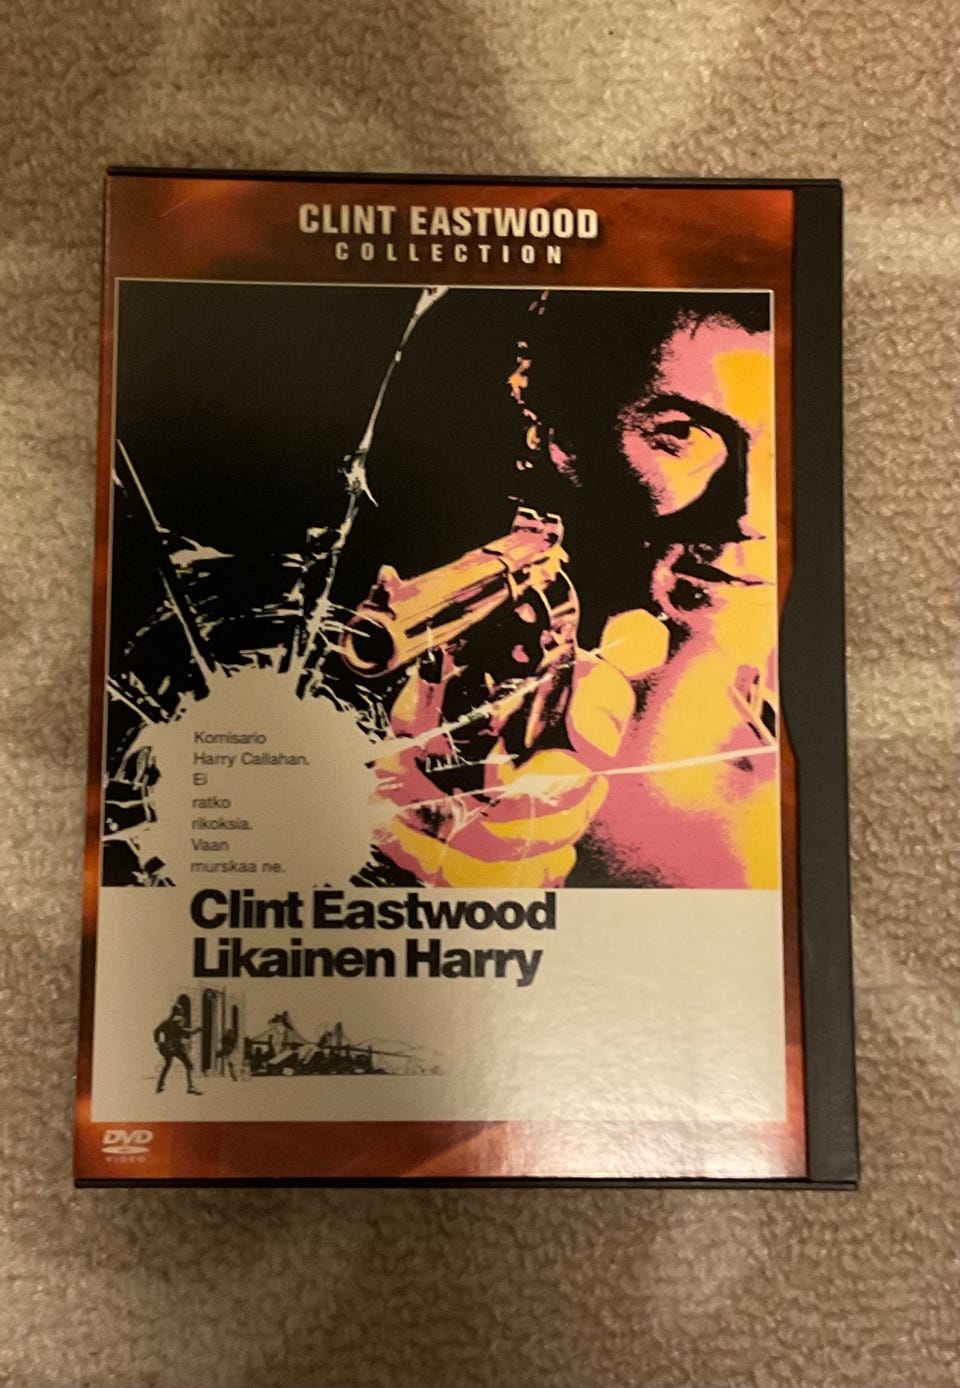 CLINT EASTWOOD
COLLECTION
Komisario
Harry Callahan.
Ei
ratko
rikoksia.
Vaan
murskaa ne.
Clint Eastwood
Likainen Harry
DVD
VIDEO